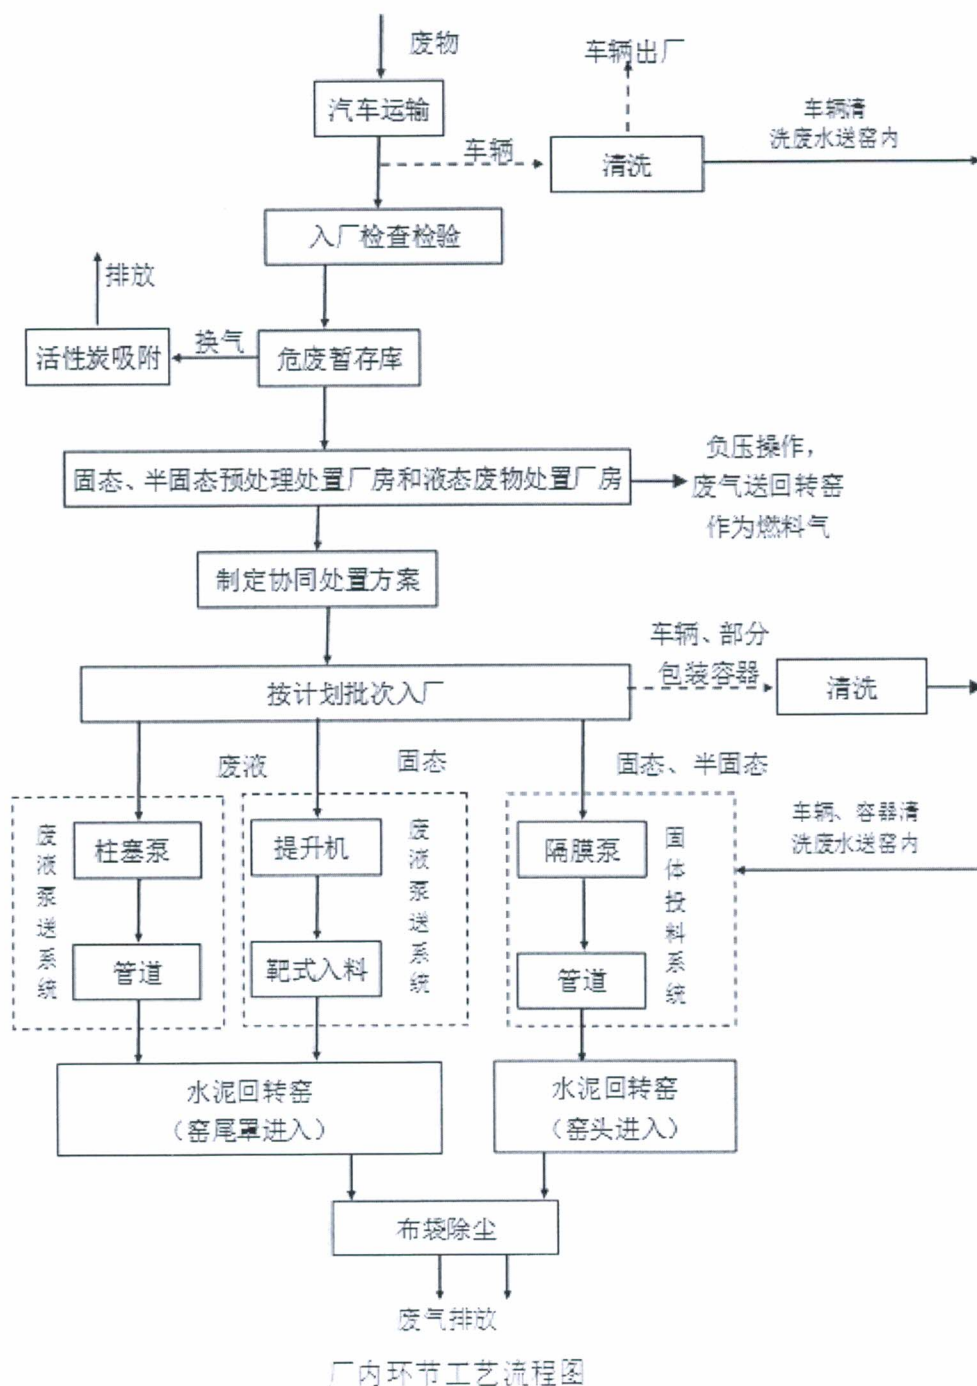 废物
车辆出厂
汽车运输
车辆清
洗废水送窑内
车辆
清洗
入厂检查检验
排放
活性炭吸附
换气
危废暂存库
负压操作，
废气送回转窑
作为燃料气
固态、半固态预处理处置厂房和液态废物处置厂房
制定协同处置方案
车辆、部分
包装容器
按计划批次入厂
清洗
废液
固态
固态、半固态
车辆、容器清
洗废水送窑内
废液泵送系统
柱塞泵
管道
提升机
靶式入料
废液泵送系统
隔膜泵
管道
固体投料系统
水泥回转窑
（窑尾罩进入）
水泥回转窑
（窑头进入）
布袋除尘
废气排放
厂内环节工艺流程图